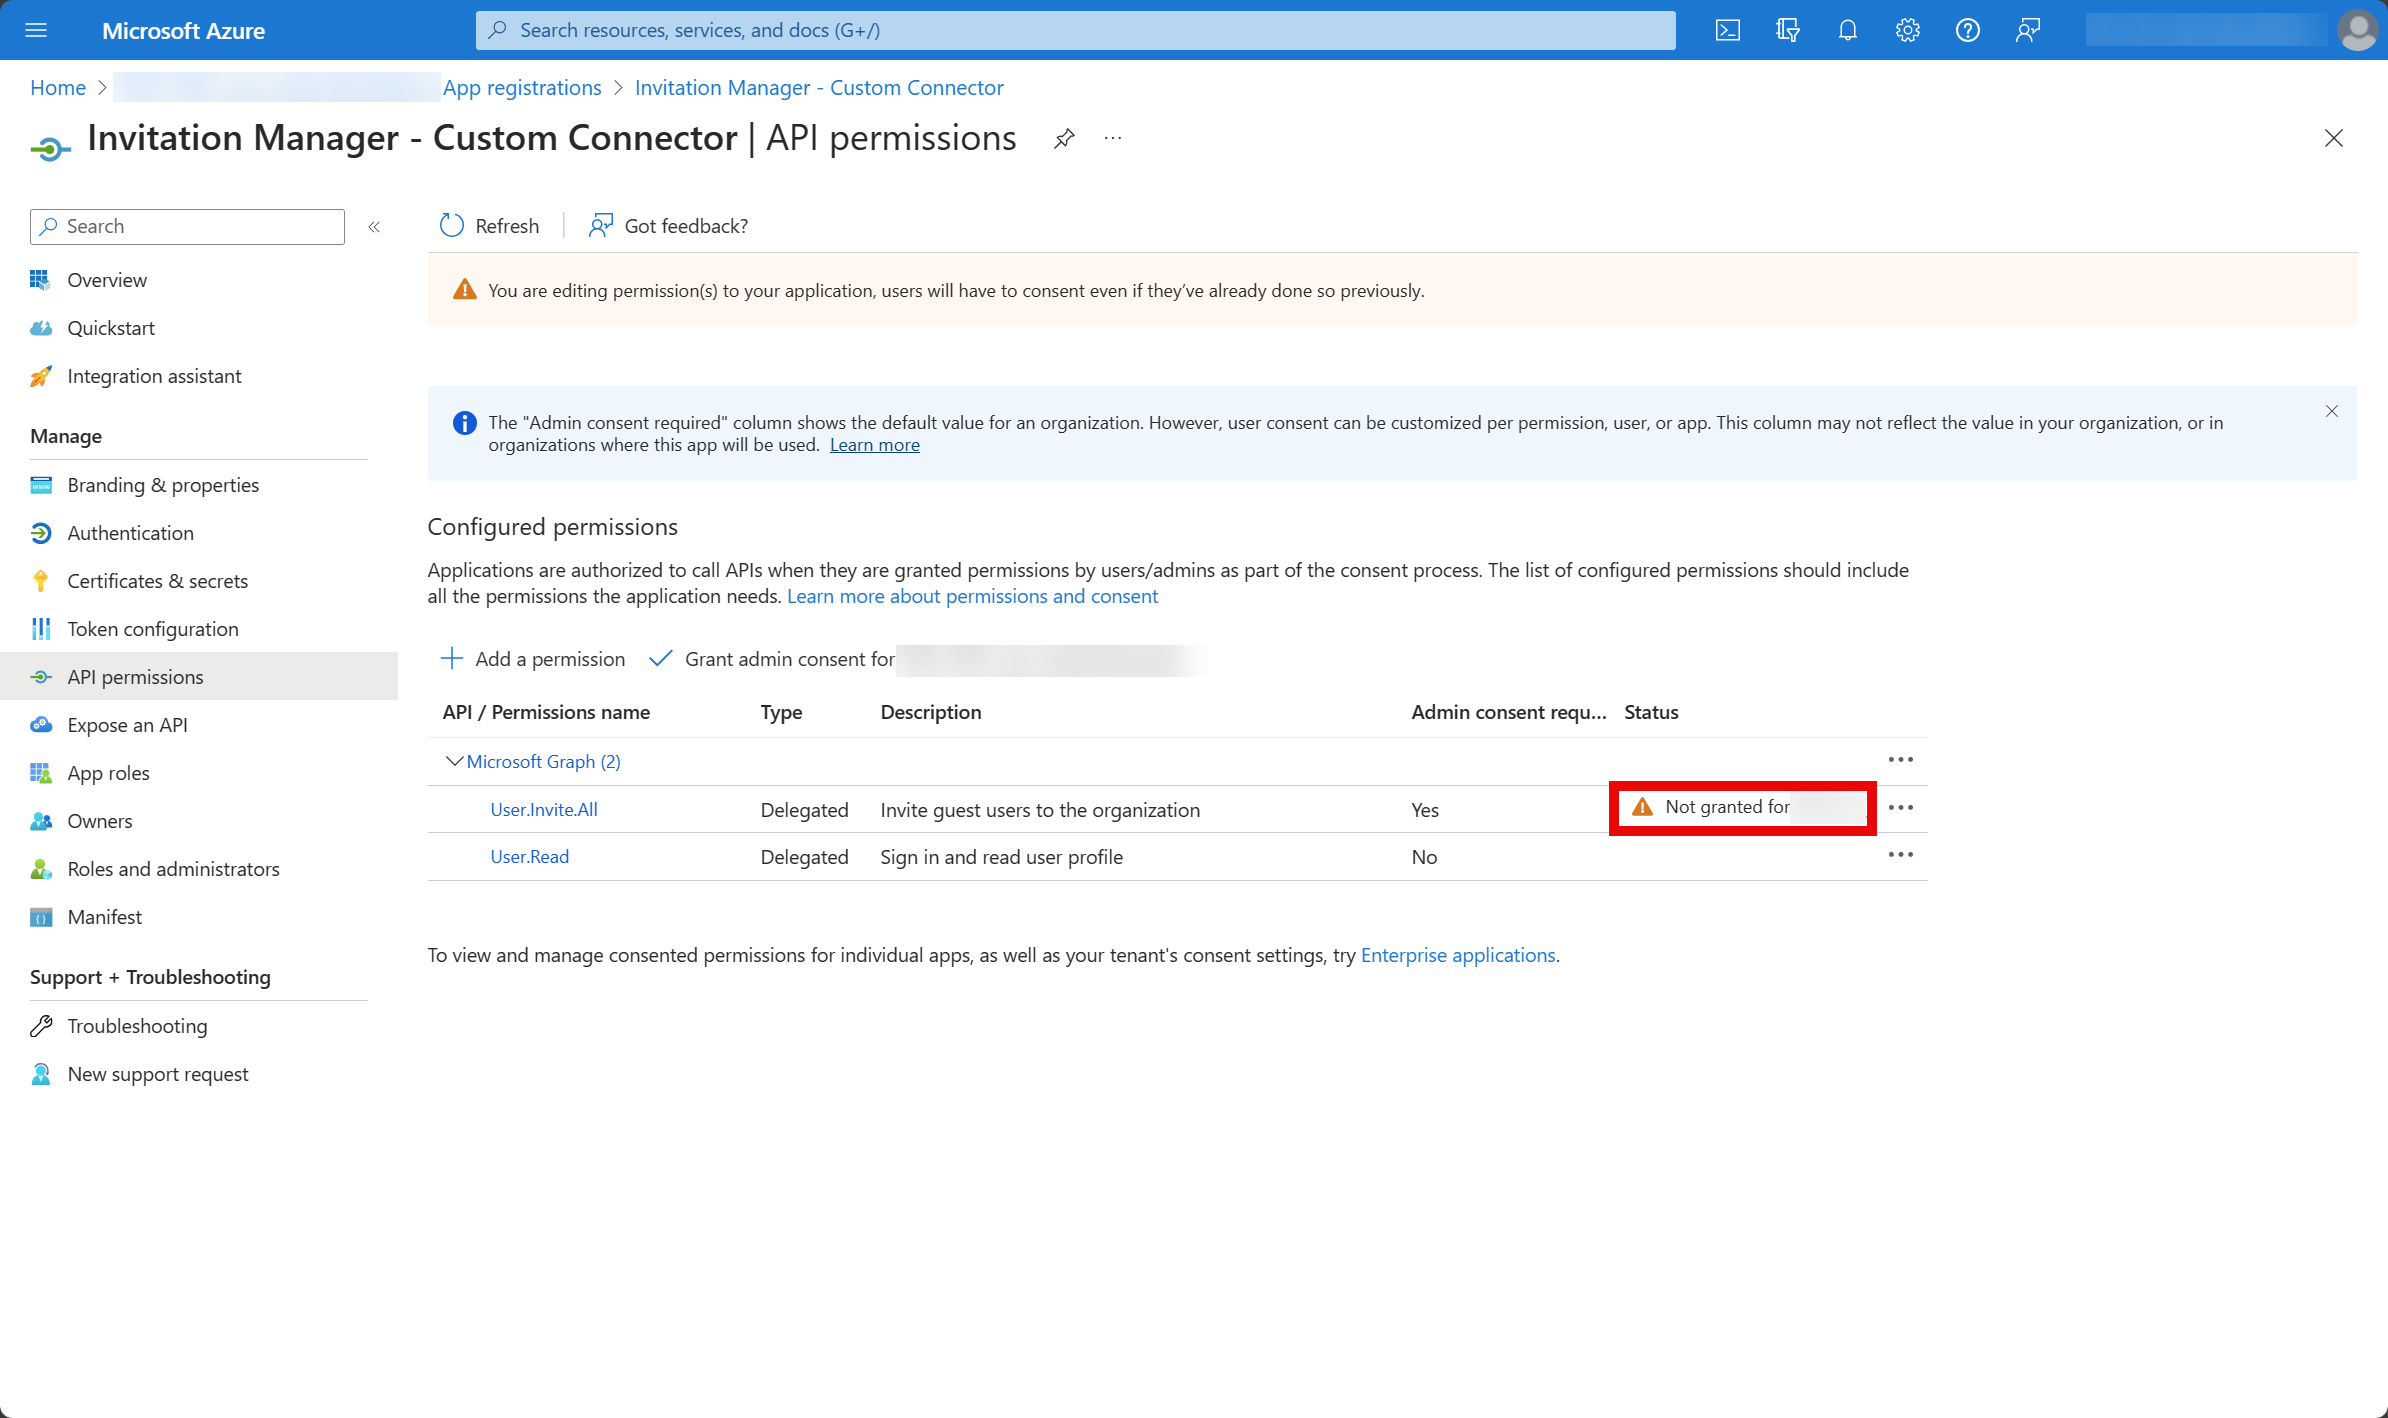 Microsoft Azure
Search resources, services, and docs (G+/)
Home
App registrations
Invitation Manager - Custom Connector
Invitation Manager - Custom Connector | API permissions
Search
Refresh
Got feedback?
Overview
Quickstart
Integration assistant
Manage
Branding & properties
Authentication
Certificates & secrets
Token configuration
API permissions
Expose an API
App roles
Owners
Roles and administrators
Manifest
Support + Troubleshooting
Troubleshooting
New support request
You are editing permission(s) to your application, users will have to consent even if they’ve already done so previously.
The "Admin consent required" column shows the default value for an organization. However, user consent can be customized per permission, user, or app. This column may not reflect the value in your organization, or in
organizations where this app will be used. Learn more
Configured permissions
Applications are authorized to call APIs when they are granted permissions by users/admins as part of the consent process. The list of configured permissions should include
all the permissions the application needs. Learn more about permissions and consent
Add a permission
Grant admin consent for
API / Permissions name Type Description Admin consent requ... Status
Microsoft Graph (2)
User.Invite.All Delegated Invite guest users to the organization Yes Not granted for
User.Read Delegated Sign in and read user profile No
To view and manage consented permissions for individual apps, as well as your tenant's consent settings, try Enterprise applications.